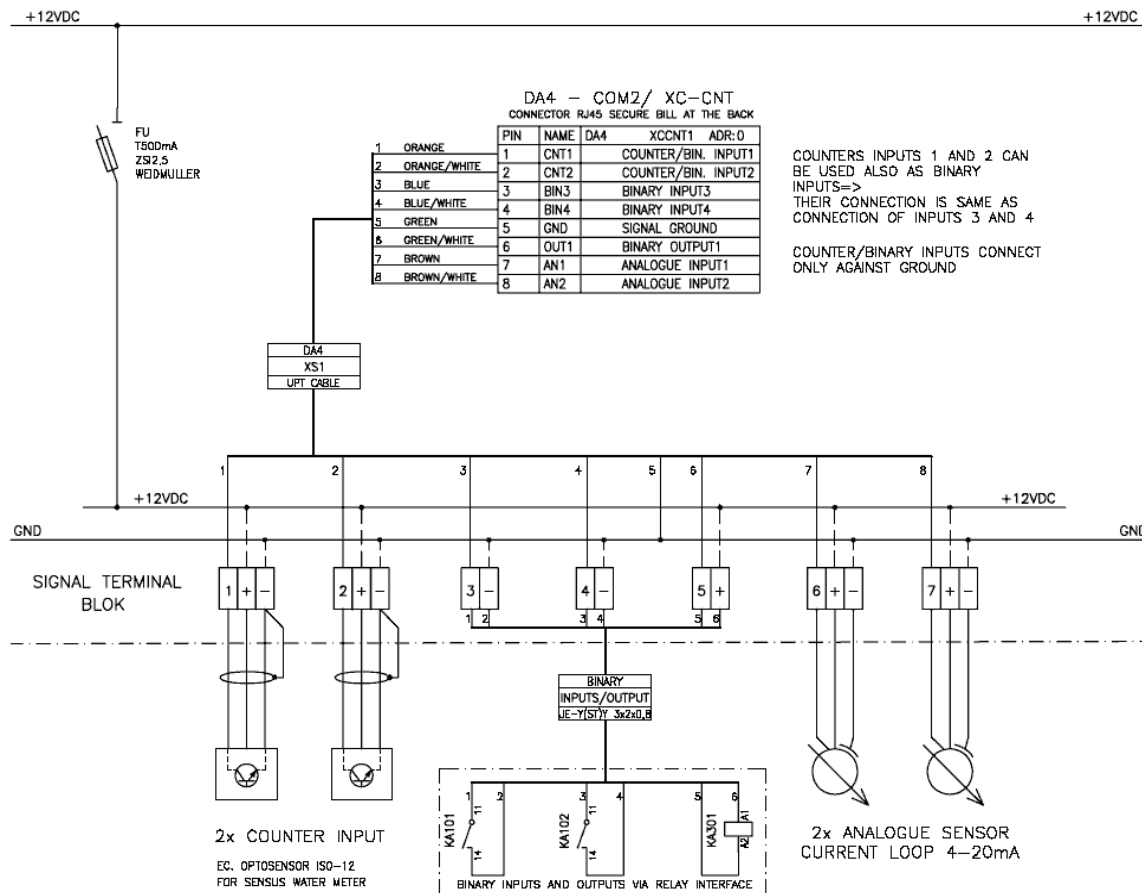 +12VDC +12VDC
DA4 - COM2/ XC-CNT
CONNECTOR RJ45 SECURE BILL AT THE BACK
FU
T500mA
ZSI2,5
WEIDMULLER
PIN NAME DA4 XCCNT1 ADR:0
1 ORANGE 1 CNT1 COUNTER/BIN. INPUT1
2 ORANGE/WHITE 2 CNT2 COUNTER/BIN. INPUT2
3 BLUE 3 BIN3 BINARY INPUT3
4 BLUE/WHITE 4 BIN4 BINARY INPUT4
5 GREEN 5 GND SIGNAL GROUND
6 GREEN/WHITE 6 OUT1 BINARY OUTPUT1
7 BROWN 7 AN1 ANALOGUE INPUT1
8 BROWN/WHITE 8 AN2 ANALOGUE INPUT2
COUNTERS INPUTS 1 AND 2 CAN
BE USED ALSO AS BINARY
INPUTS=>
THEIR CONNECTION IS SAME AS
CONNECTION OF INPUTS 3 AND 4
COUNTER/BINARY INPUTS CONNECT
ONLY AGAINST GROUND
DA4
XS1
UPT CABLE
1 2 3 4 5 6 7 8
+12VDC +12VDC
GND GND
SIGNAL TERMINAL
BLOK
1 + - 2 + - 3 - 4 - 5 + 6 + - 7 + -
1 2 3 4 5 6
BINARY
INPUTS/OUTPUT
JE-Y(ST)Y 3x2x0,8
1 2 3 4 5 6
KA101 11 14 KA102 11 14 KA301 A1 A2
BINARY INPUTS AND OUTPUTS VIA RELAY INTERFACE
2x COUNTER INPUT
EC. OPTOSENSOR ISO-12
FOR SENSUS WATER METER
2x ANALOGUE SENSOR
CURRENT LOOP 4-20mA